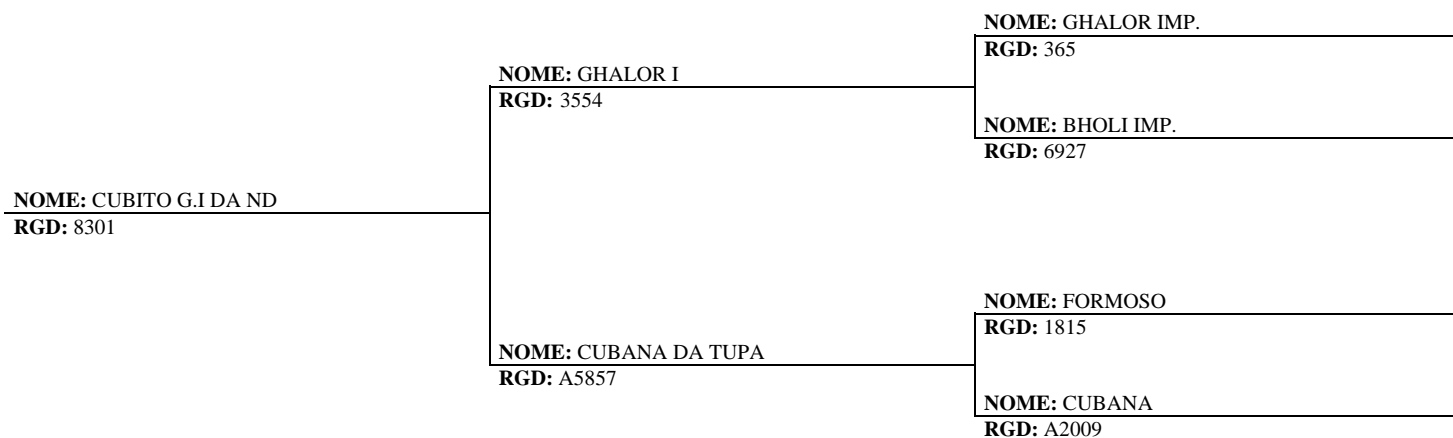 NOME: GHALOR IMP.
RGD: 365
NOME: GHALOR I
RGD: 3554
NOME: BHOLI IMP.
RGD: 6927
NOME: CUBITO G.I DA ND
RGD: 8301
NOME: FORMOSO
RGD: 1815
NOME: CUBANA DA TUPA
RGD: A5857
NOME: CUBANA
RGD: A2009